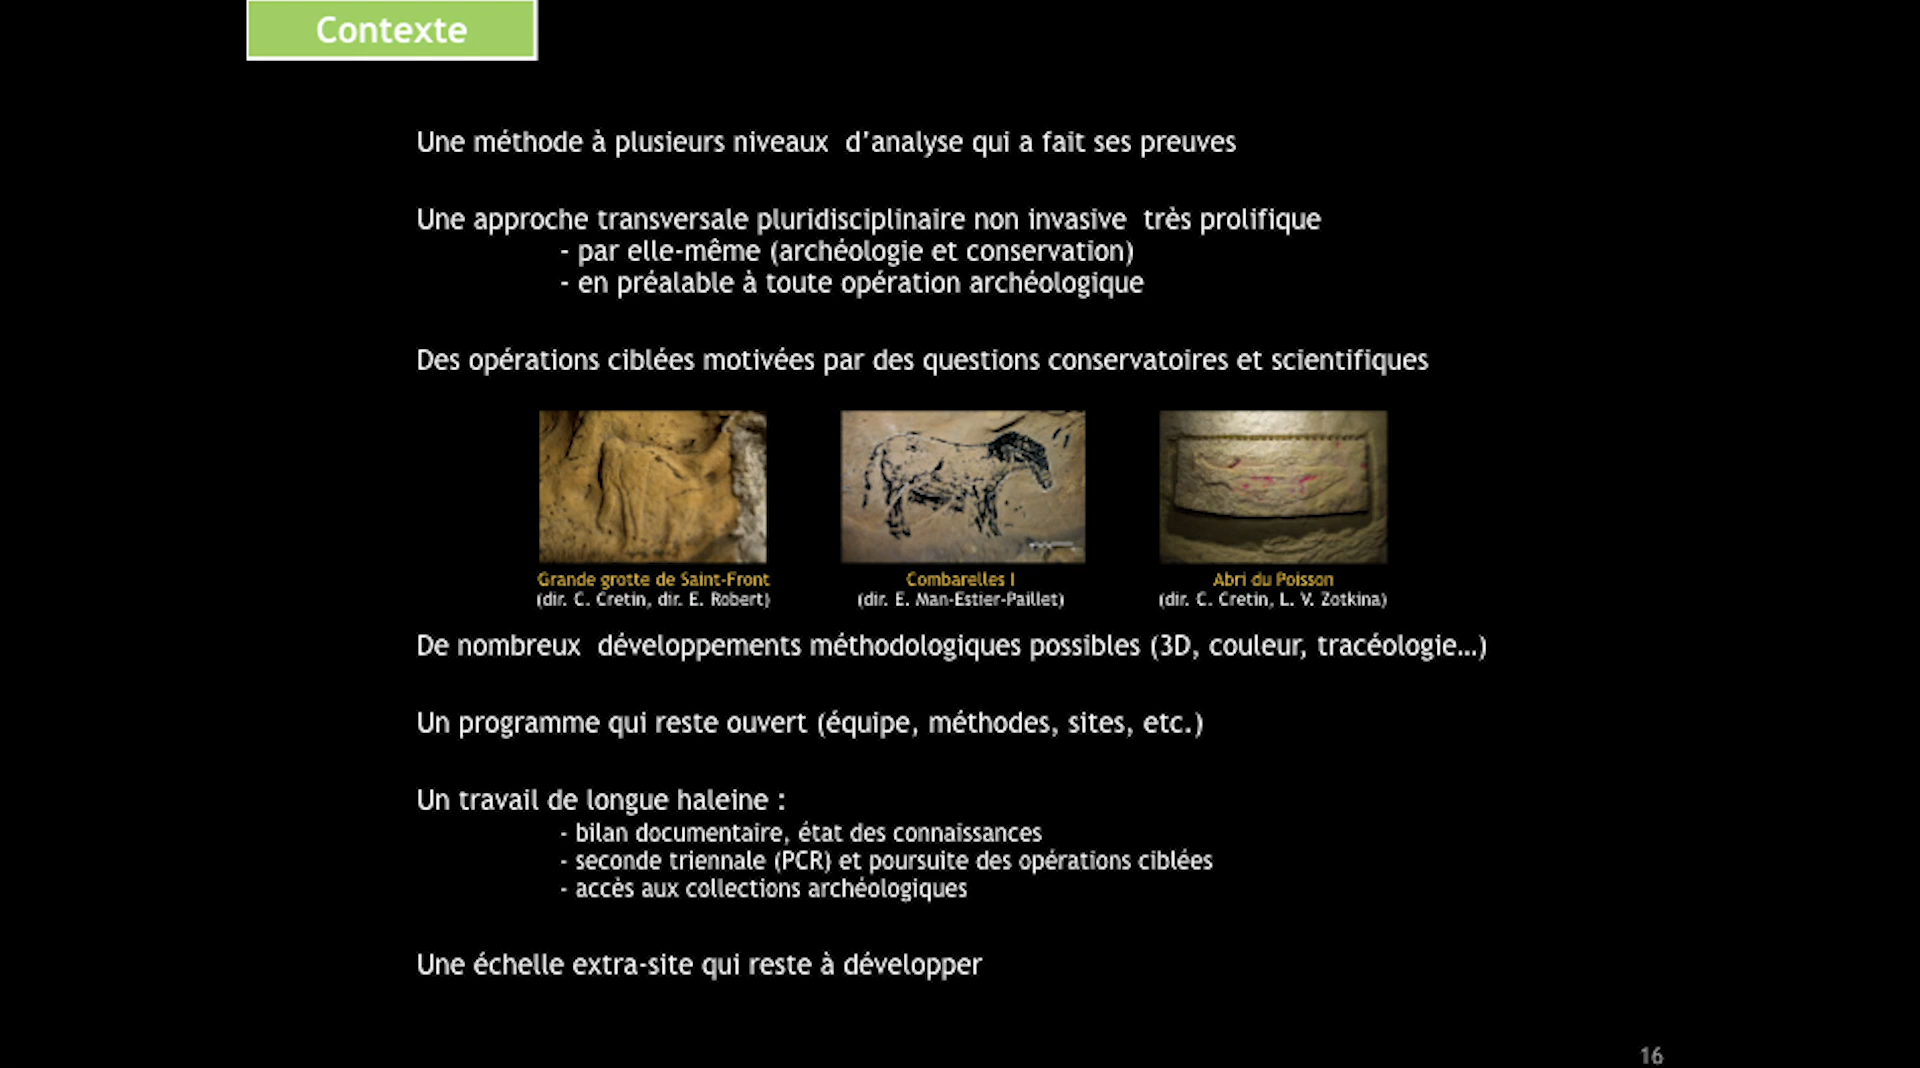 Contexte
Une méthode à plusieurs niveaux d'analyse qui a fait ses preuves
Une approche transversale pluridisciplinaire non invasive très prolifique
- par elle-même (archéologie et conservation)
- en préalable à toute opération archéologique
Des opérations ciblées motivées par des questions conservatoires et scientifiques
Grande grotte de Saint-Front
(dir. C. Cretin, dir. E. Robert)
Combarelles I
(dir. E. Man-Estier-Paillet)
Abri du Poisson
(dir. C. Cretin, L. V. Zotkina)
De nombreux développements méthodologiques possibles (3D, couleur, tracéologie...)
Un programme qui reste ouvert (équipe, méthodes, sites, etc.)
Un travail de longue haleine :
- bilan documentaire, état des connaissances
- seconde triennale (PCR) et poursuite des opérations ciblées
- accès aux collections archéologiques
Une échelle extra-site qui reste à développer
16